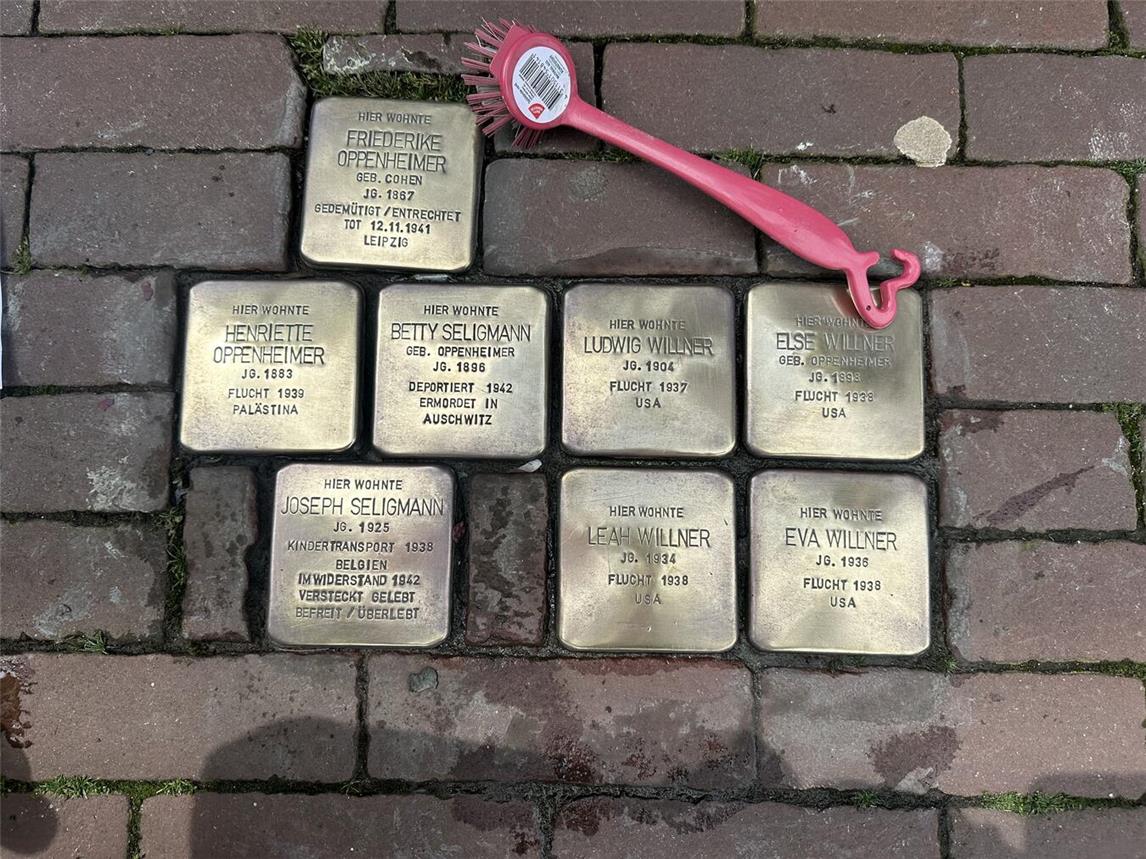 HIER WOHNTE
FRIEDERIKE
OPPENHEIMER
GEB. COHEN
JG. 1867
GEDEMÜTIGT / ENTRECHTET
TOT 12.11.1941
LEIPZIG
HIER WOHNTE
HENRIETTE
OPPENHEIMER
JG. 1883
FLUCHT 1939
PALÄSTINA
HIER WOHNTE
BETTY SELIGMANN
GEB. OPPENHEIMER
JG. 1896
DEPORTIERT 1942
ERMORDET IN
AUSCHWITZ
HIER WOHNTE
LUDWIG WILLNER
JG. 1904
FLUCHT 1937
USA
HIER WOHNTE
ELSE WILLNER
GEB. OPPENHEIMER
JG. 1898
FLUCHT 1938
USA
HIER WOHNTE
JOSEPH SELIGMANN
JG. 1925
KINDERTRANSPORT 1938
BELGIEN
IM WIDERSTAND 1942
VERSTECKT GELEBT
BEFREIT / ÜBERLEBT
HIER WOHNTE
LEAH WILLNER
JG. 1934
FLUCHT 1938
USA
HIER WOHNTE
EVA WILLNER
JG. 1936
FLUCHT 1938
USA